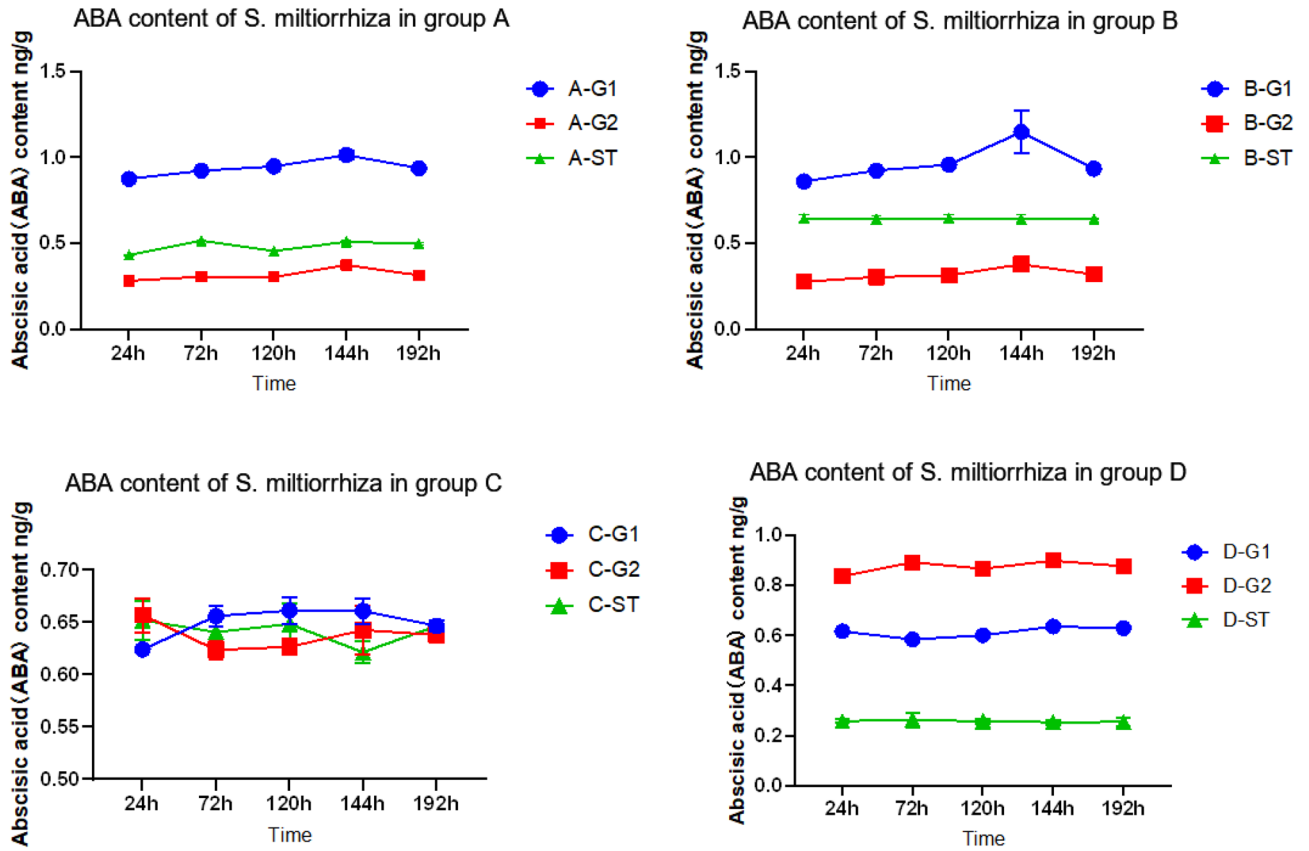 ABA content of S. miltiorrhiza in group A
Abscisic acid(ABA) content ng/g
1.5
1.0
0.5
0.0
24h 72h 120h 144h 192h
Time
A-G1
A-G2
A-ST
ABA content of S. miltiorrhiza in group B
Abscisic acid(ABA) content ng/g
1.5
1.0
0.5
0.0
24h 72h 120h 144h 192h
Time
B-G1
B-G2
B-ST
ABA content of S. miltiorrhiza in group C
Abscisic acid(ABA) content ng/g
0.70
0.65
0.60
0.55
0.50
24h 72h 120h 144h 192h
Time
C-G1
C-G2
C-ST
ABA content of S. miltiorrhiza in group D
Abscisic acid(ABA) content ng/g
1.0
0.8
0.6
0.4
0.2
0.0
24h 72h 120h 144h 192h
Time
D-G1
D-G2
D-ST